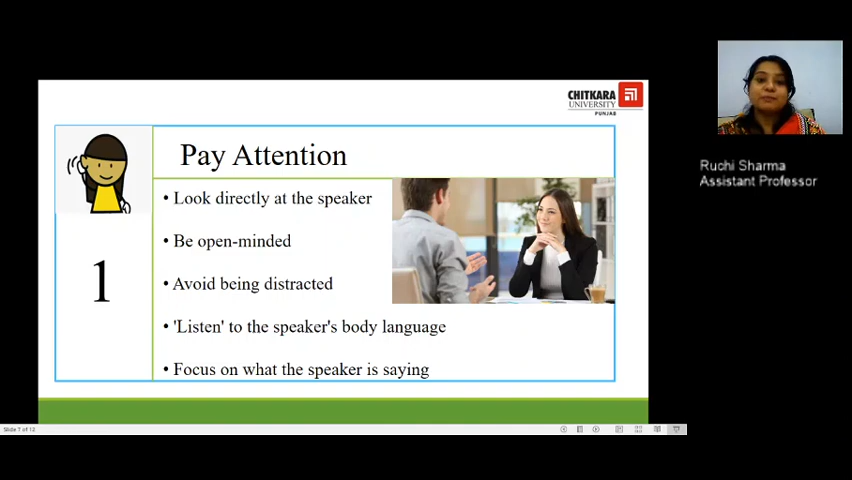 CHITKARA
UNIVERSITY
PUNJAB
Pay Attention
• Look directly at the speaker
• Be open-minded
1
• Avoid being distracted
• 'Listen' to the speaker's body language
• Focus on what the speaker is saying
Ruchi Sharma
Assistant Professor
Slide 7 of 12